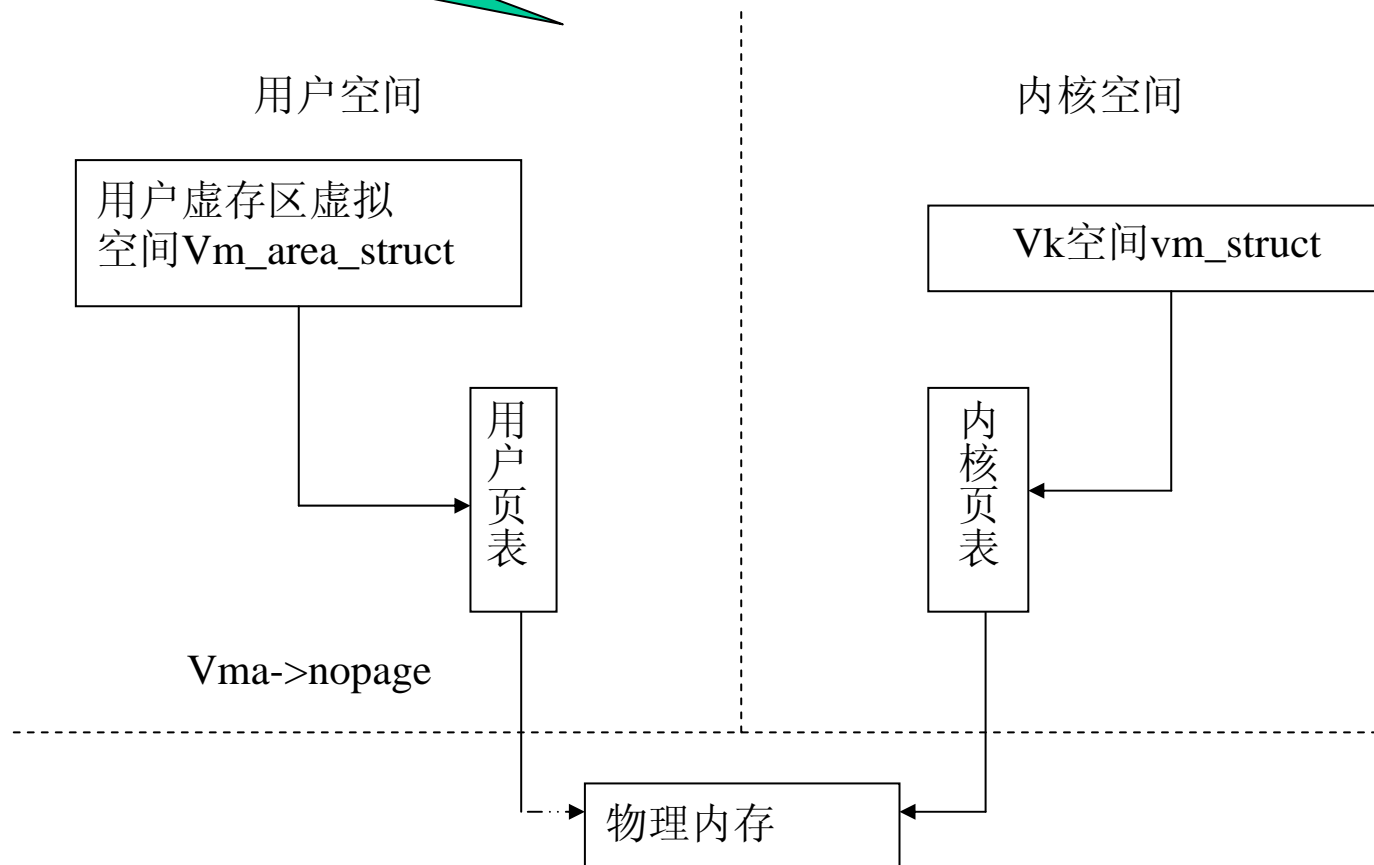 用户空间
内核空间
用户虚存区虚拟
空间Vm_area_struct
Vk空间vm_struct
用户页表
内核页表
Vma->nopage
物理内存